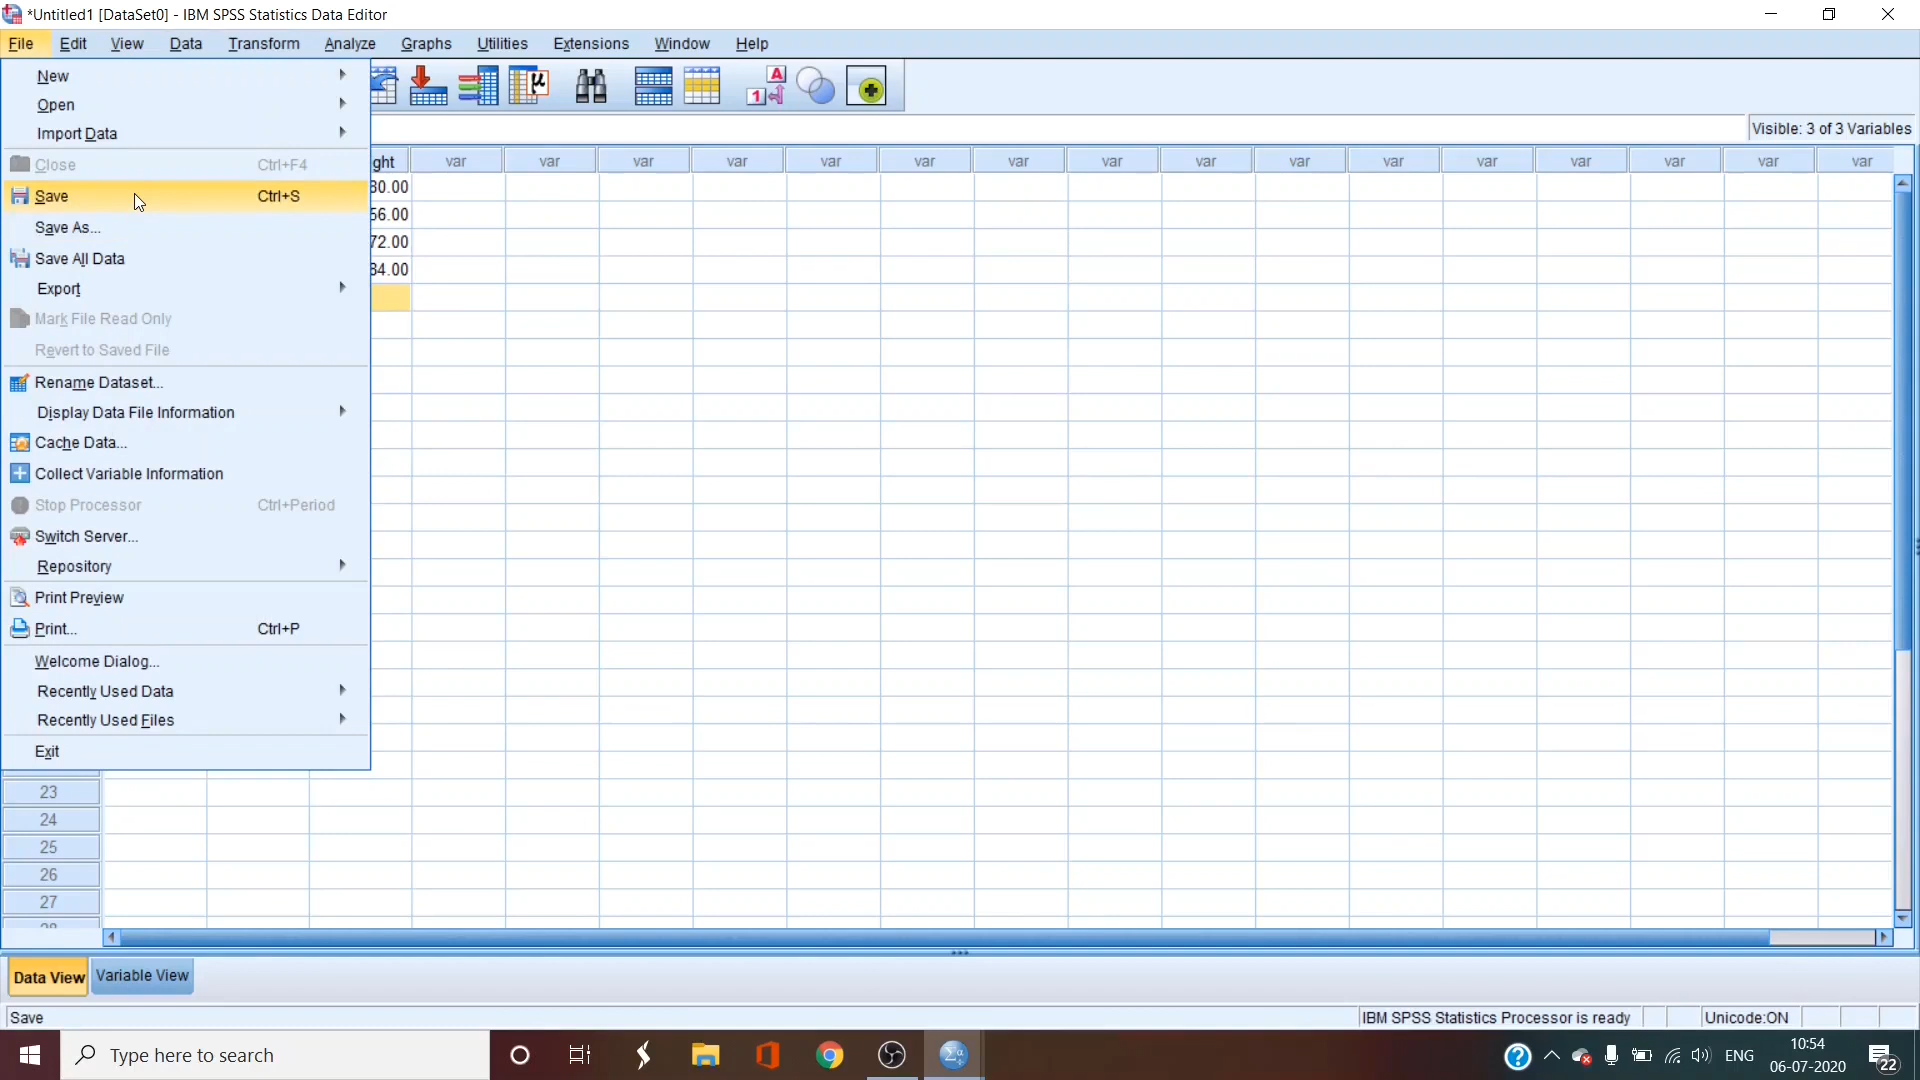 *Untitled1 [DataSet0] - IBM SPSS Statistics Data Editor
File Edit View Data Transform Analyze Graphs Utilities Extensions Window Help
New
Open
Import Data
Visible: 3 of 3 Variables
Close Ctrl+F4
ght var var var var var var var var var var var var var var var var
Save Ctrl+S
80.00
56.00
Save As...
72.00
Save All Data
84.00
Export
Mark File Read Only
Revert to Saved File
Rename Dataset...
Display Data File Information
Cache Data...
Collect Variable Information
Stop Processor Ctrl+Period
Switch Server...
Repository
Print Preview
Print... Ctrl+P
Welcome Dialog...
Recently Used Data
Recently Used Files
Exit
23
24
25
26
27
Data View Variable View
Save IBM SPSS Statistics Processor is ready Unicode:ON
Type here to search
ENG
10:54
06-07-2020
22